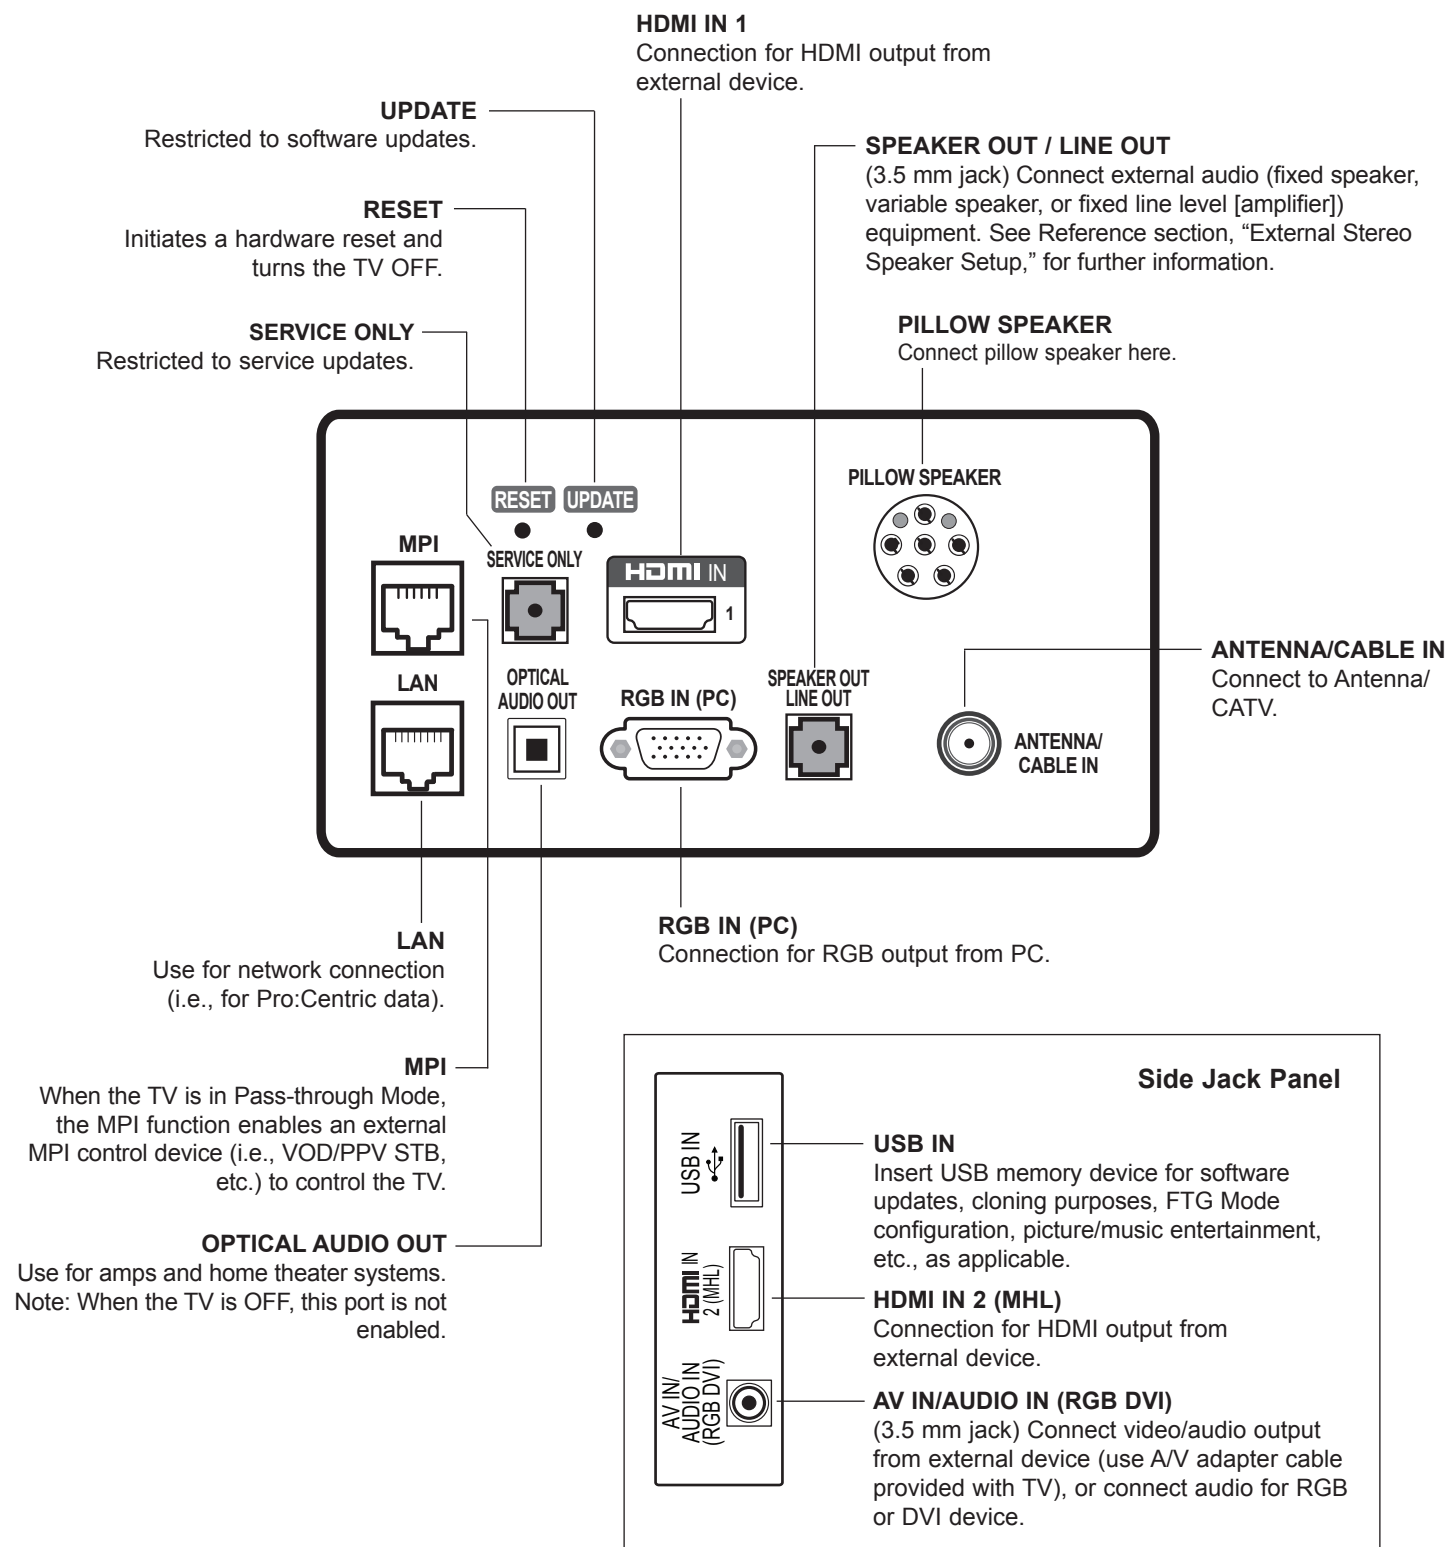 HDMI IN 1
Connection for HDMI output from
external device.
UPDATE
Restricted to software updates.
SPEAKER OUT / LINE OUT
(3.5 mm jack) Connect external audio (fixed speaker,
variable speaker, or fixed line level [amplifier])
equipment. See Reference section, “External Stereo
Speaker Setup,” for further information.
RESET
Initiates a hardware reset and
turns the TV OFF.
SERVICE ONLY
Restricted to service updates.
PILLOW SPEAKER
Connect pillow speaker here.
PILLOW SPEAKER
RESET UPDATE
MPI
SERVICE ONLY
HDMI IN
1
LAN
OPTICAL
AUDIO OUT
RGB IN (PC)
SPEAKER OUT
LINE OUT
ANTENNA/
CABLE IN
ANTENNA/CABLE IN
Connect to Antenna/
CATV.
RGB IN (PC)
Connection for RGB output from PC.
LAN
Use for network connection
(i.e., for Pro:Centric data).
MPI
When the TV is in Pass-through Mode,
the MPI function enables an external
MPI control device (i.e., VOD/PPV STB,
etc.) to control the TV.
OPTICAL AUDIO OUT
Use for amps and home theater systems.
Note: When the TV is OFF, this port is not
enabled.
Side Jack Panel
USB IN
USB IN
Insert USB memory device for software
updates, cloning purposes, FTG Mode
configuration, picture/music entertainment,
etc., as applicable.
HDMI IN
2 (MHL)
HDMI IN 2 (MHL)
Connection for HDMI output from
external device.
AV IN/
AUDIO IN
(RGB DVI)
AV IN/AUDIO IN (RGB DVI)
(3.5 mm jack) Connect video/audio output
from external device (use A/V adapter cable
provided with TV), or connect audio for RGB
or DVI device.